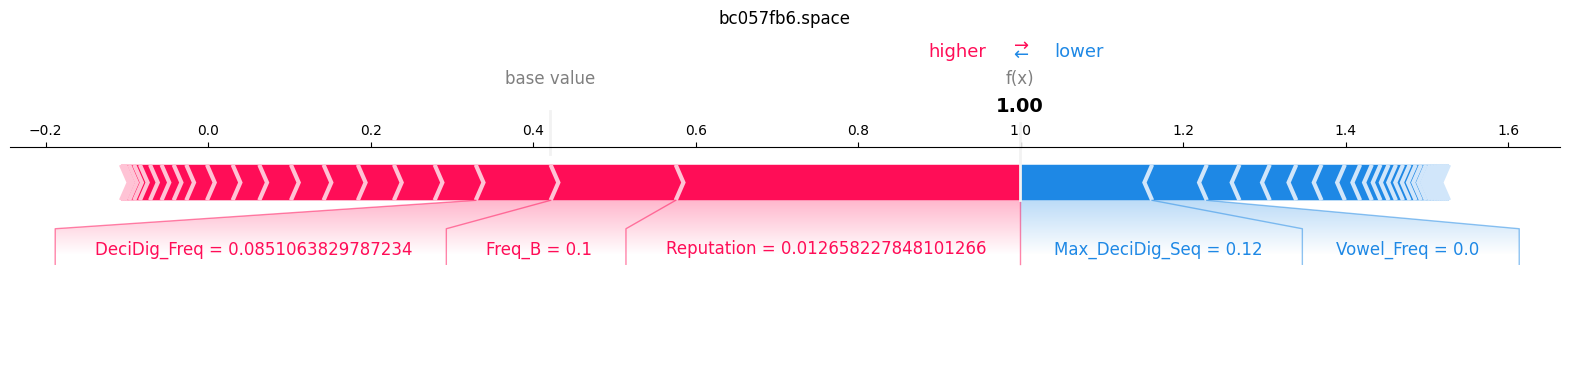 bc057fb6.space
higher ⇄ lower
base value f(x)
1.00
−0.2 0.0 0.2 0.4 0.6 0.8 1.0 1.2 1.4 1.6
DeciDig_Freq = 0.0851063829787234 Freq_B = 0.1 Reputation = 0.012658227848101266 Max_DeciDig_Seq = 0.12 Vowel_Freq = 0.0